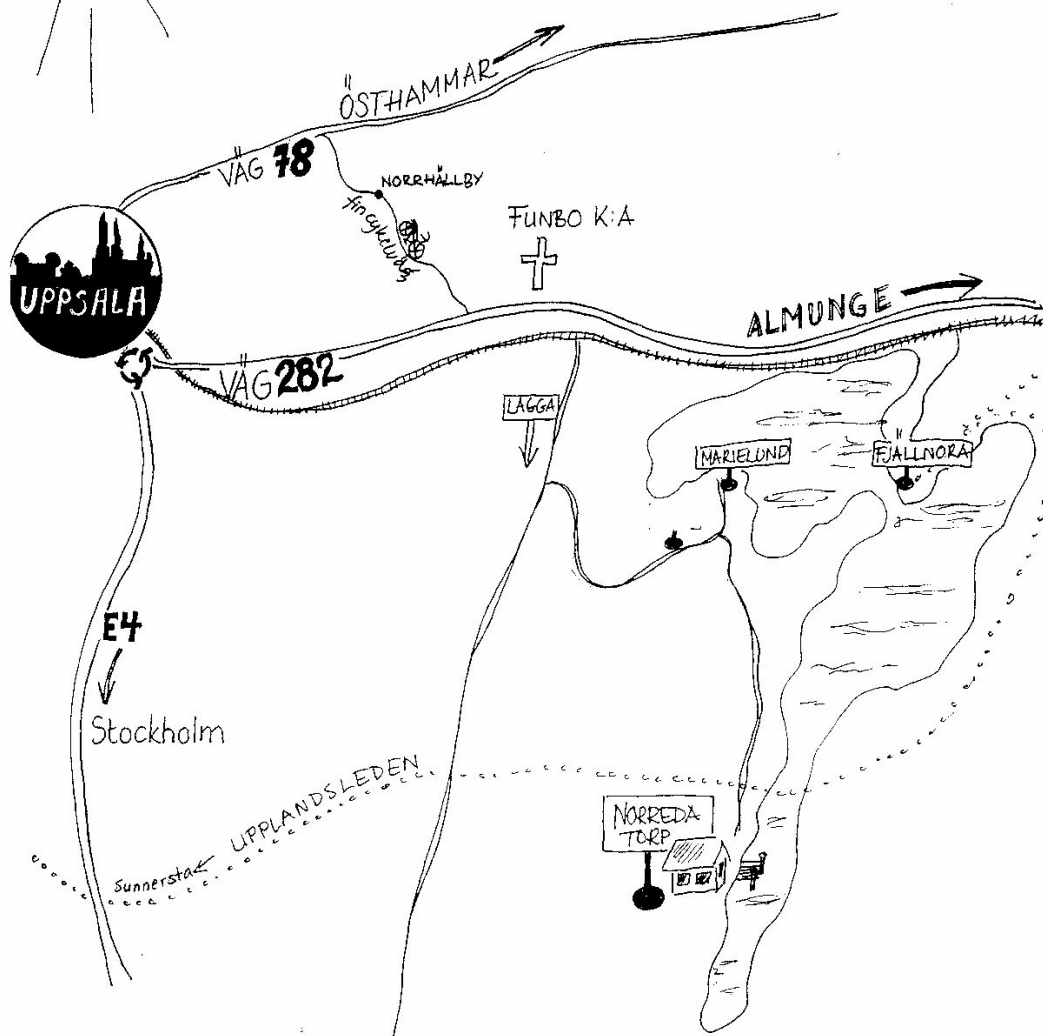 ÖSTHAMMAR
VÄG 78
NORRHÄLLBY
fin cykelväg
FUNBO K:A
UPPSALA
ALMUNGE
VÄG 282
LAGGA
MARIELUND
FJÄLLNORA
E4
Stockholm
UPPLANDSLEDEN
Sunnersta
NORREDA
TORP